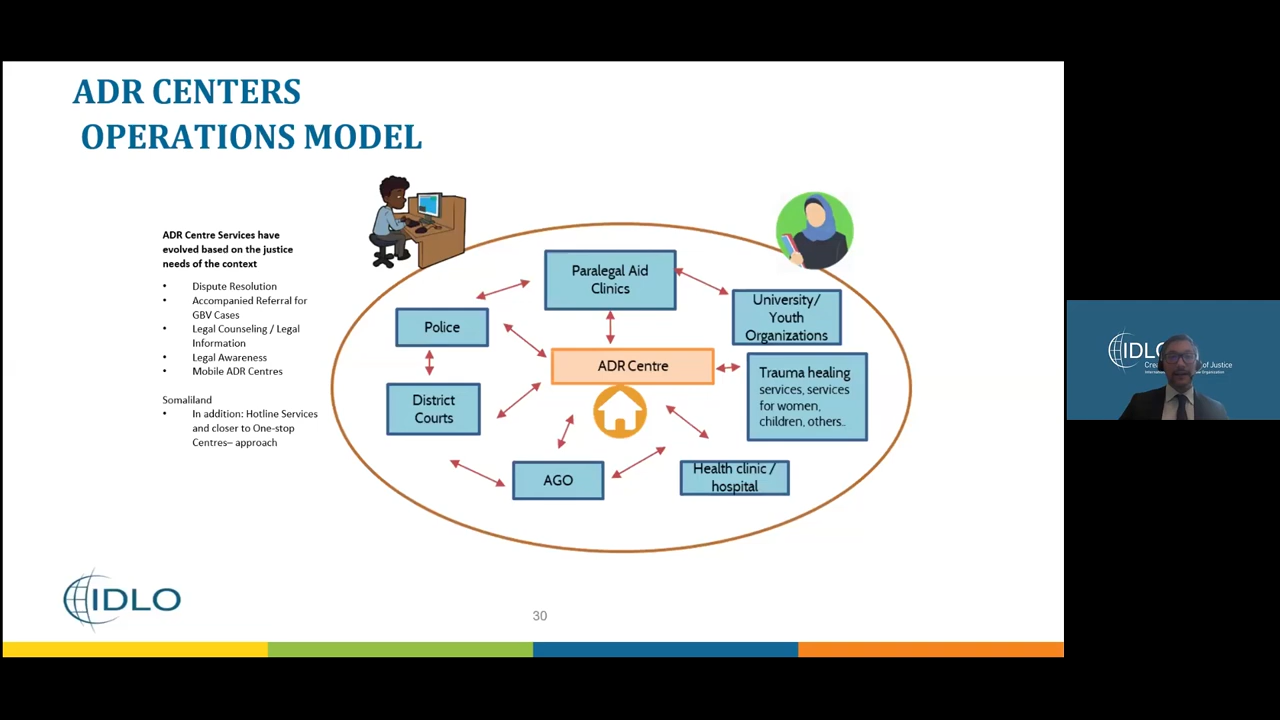 ADR CENTERS
OPERATIONS MODEL
ADR Centre Services have
evolved based on the justice
needs of the context
• Dispute Resolution
• Accompanied Referral for
GBV Cases
• Legal Counseling / Legal
Information
• Legal Awareness
• Mobile ADR Centres
Somaliland
• In addition: Hotline Services
and closer to One-stop
Centres– approach
Paralegal Aid
Clinics
University/
Youth
Organizations
Police
ADR Centre
Trauma healing
services, services
for women,
children, others..
District
Courts
AGO
Health clinic /
hospital
IDLO
30
IDLO
of Justice